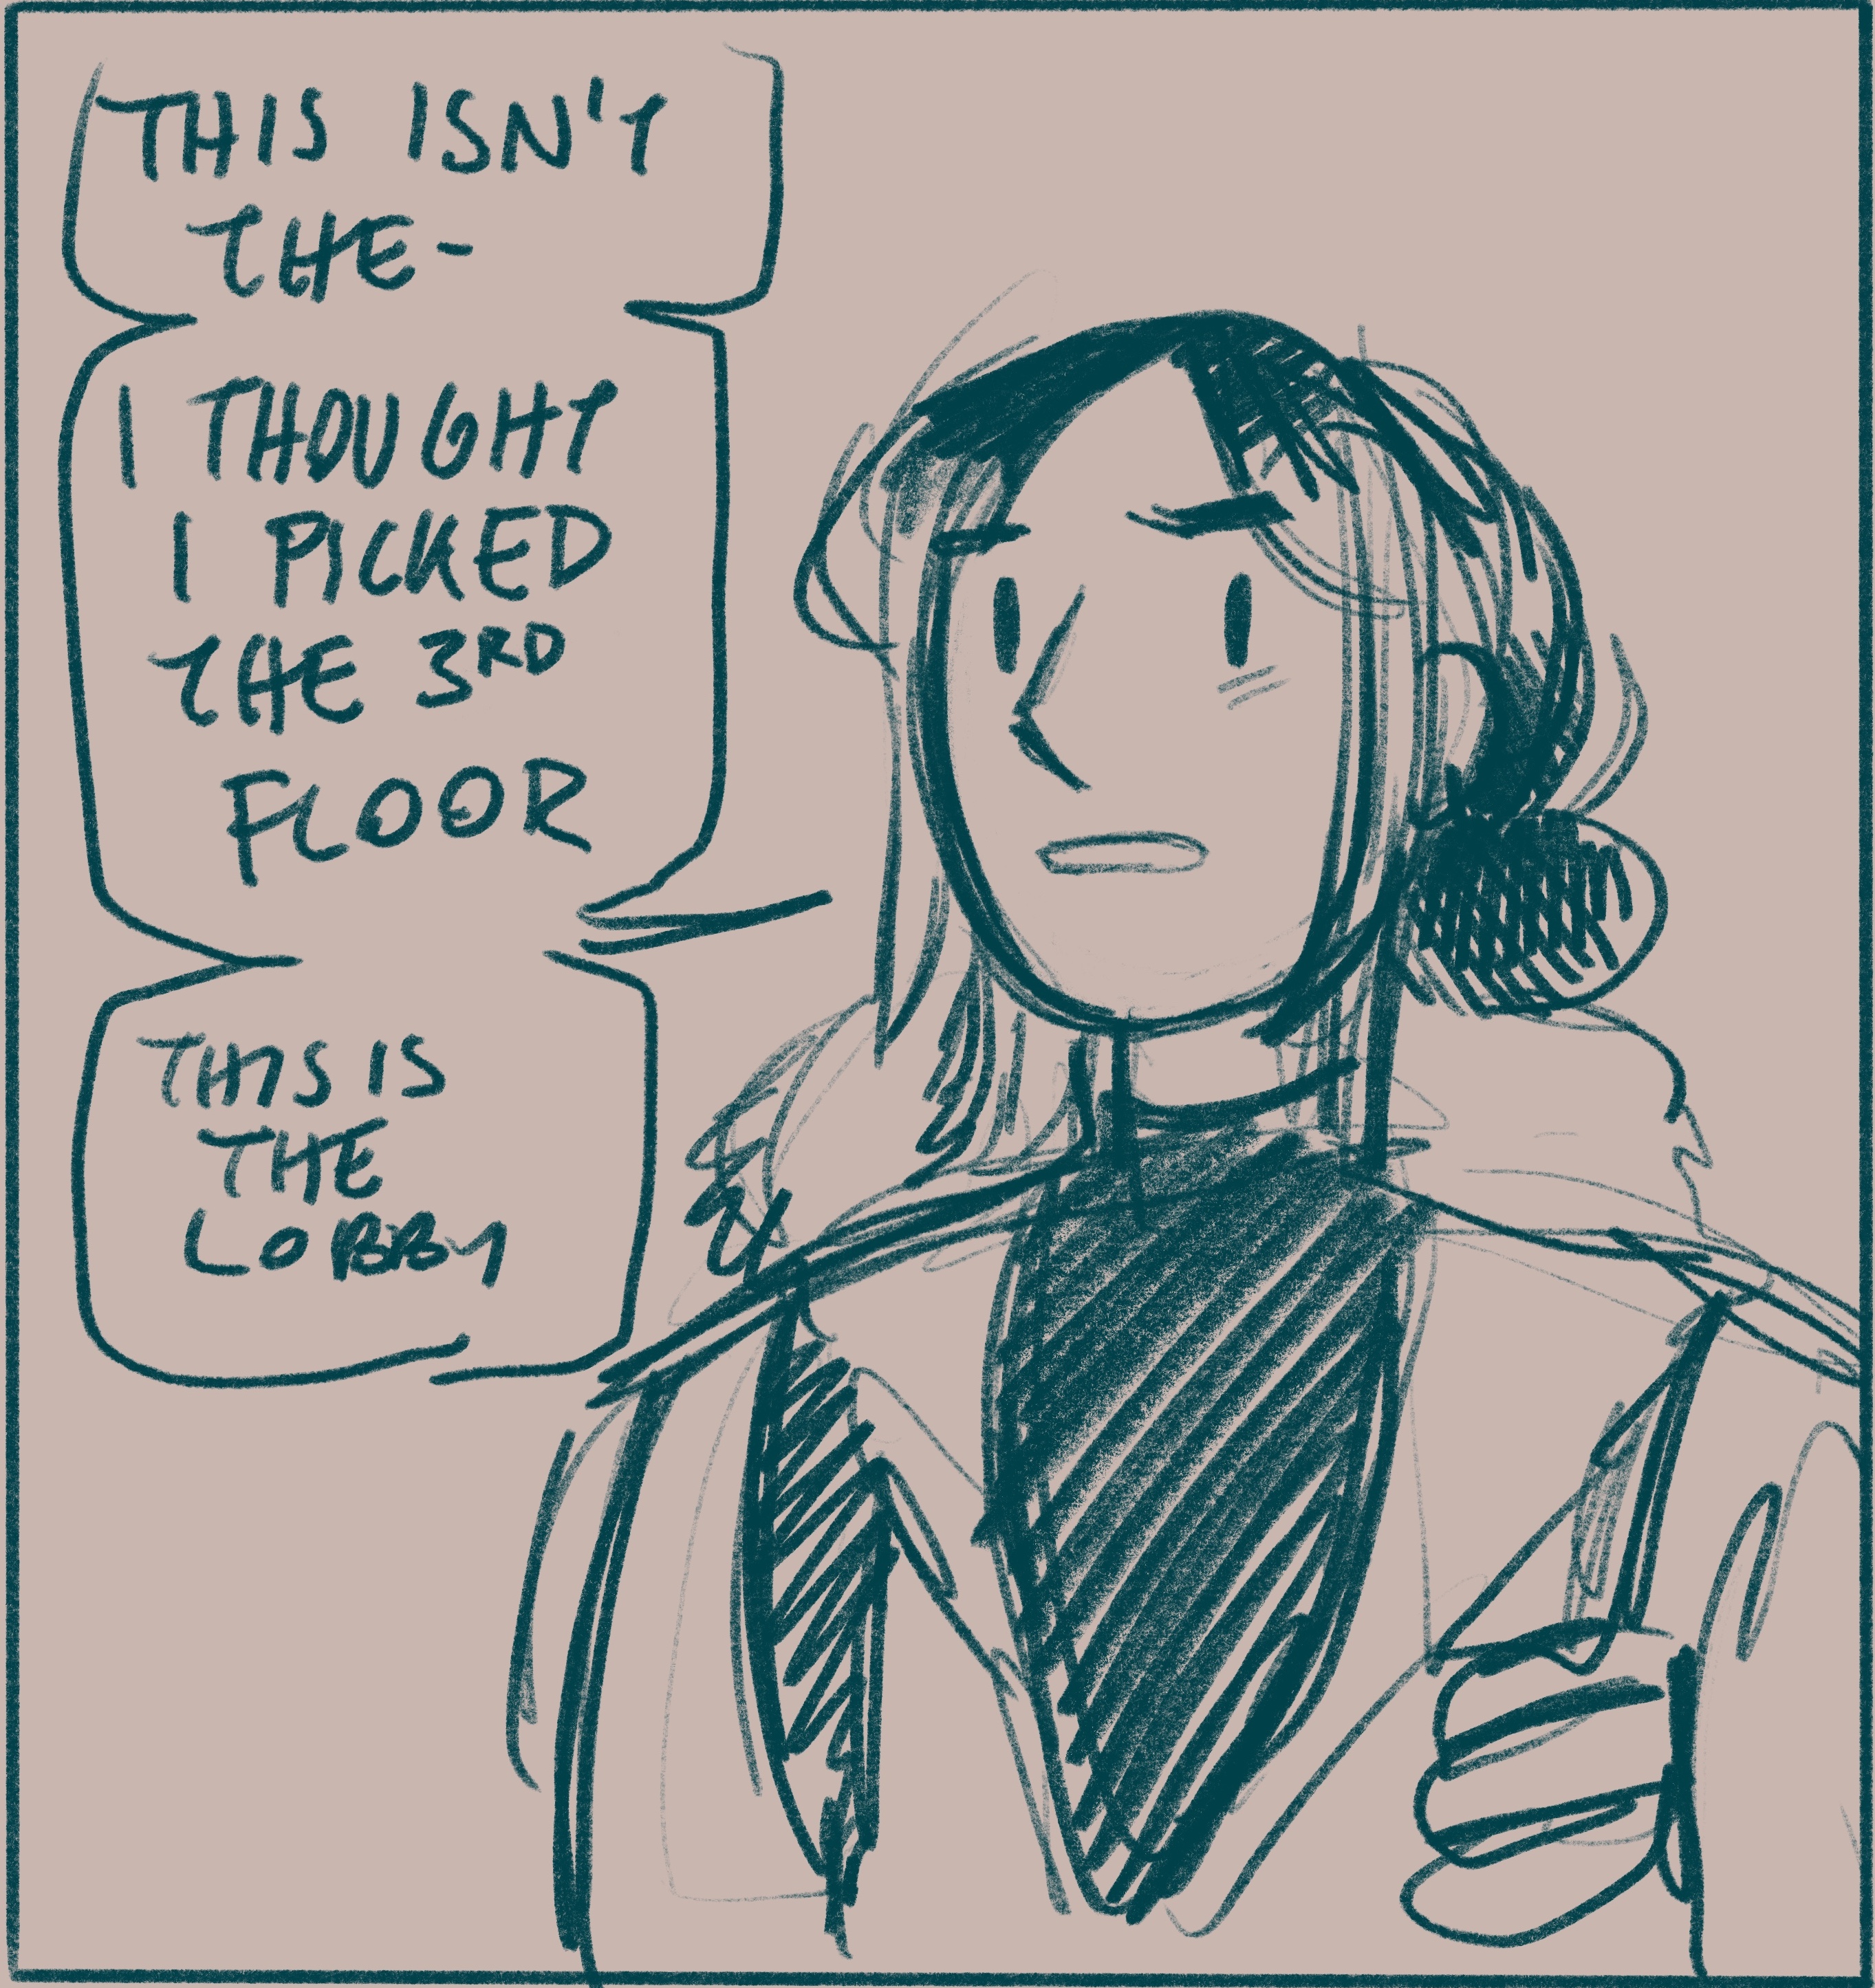 THIS ISN'T
THE-
I THOUGHT
I PICKED
THE 3RD
FLOOR
THIS IS
THE
LOBBY